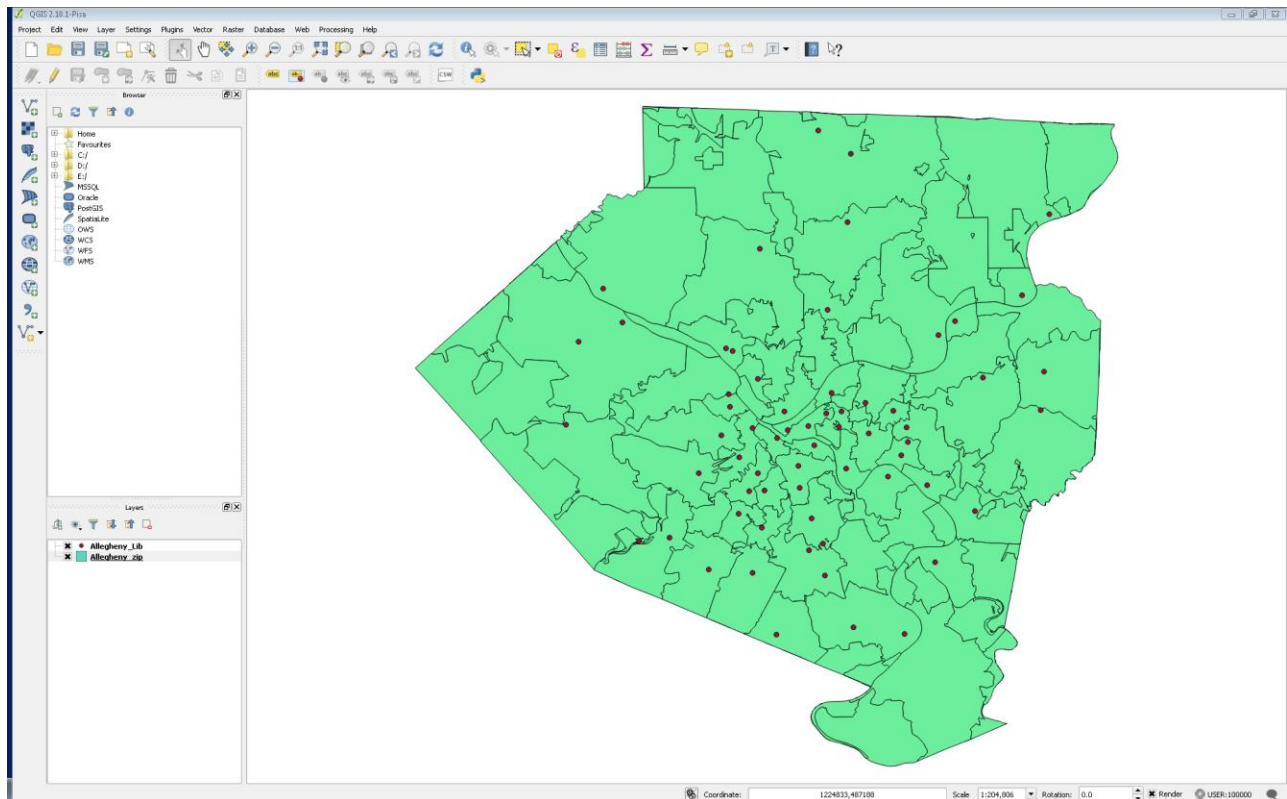 QGIS 2.10.1-Pisa
Project Edit View Layer Settings Plugins Vector Raster Database Web Processing Help
Browser
Home
Favourites
C:/
D:/
E:/
MSSQL
Oracle
PostGIS
SpatiaLite
OWS
WCS
WFS
WMS
Layers
Allegheny_Lib
Allegheny_zip
Coordinate: 1224833,487188 Scale 1:204,806 Rotation: 0.0 Render USER:100000